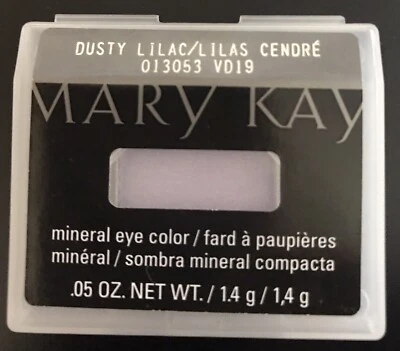 DUSTY LILAC/LILAS CENDRÉ
013053 VD19
MARY KAY
mineral eye color / fard à paupières
minéral / sombra mineral compacta
.05 OZ. NET WT. / 1.4 g / 1,4 g